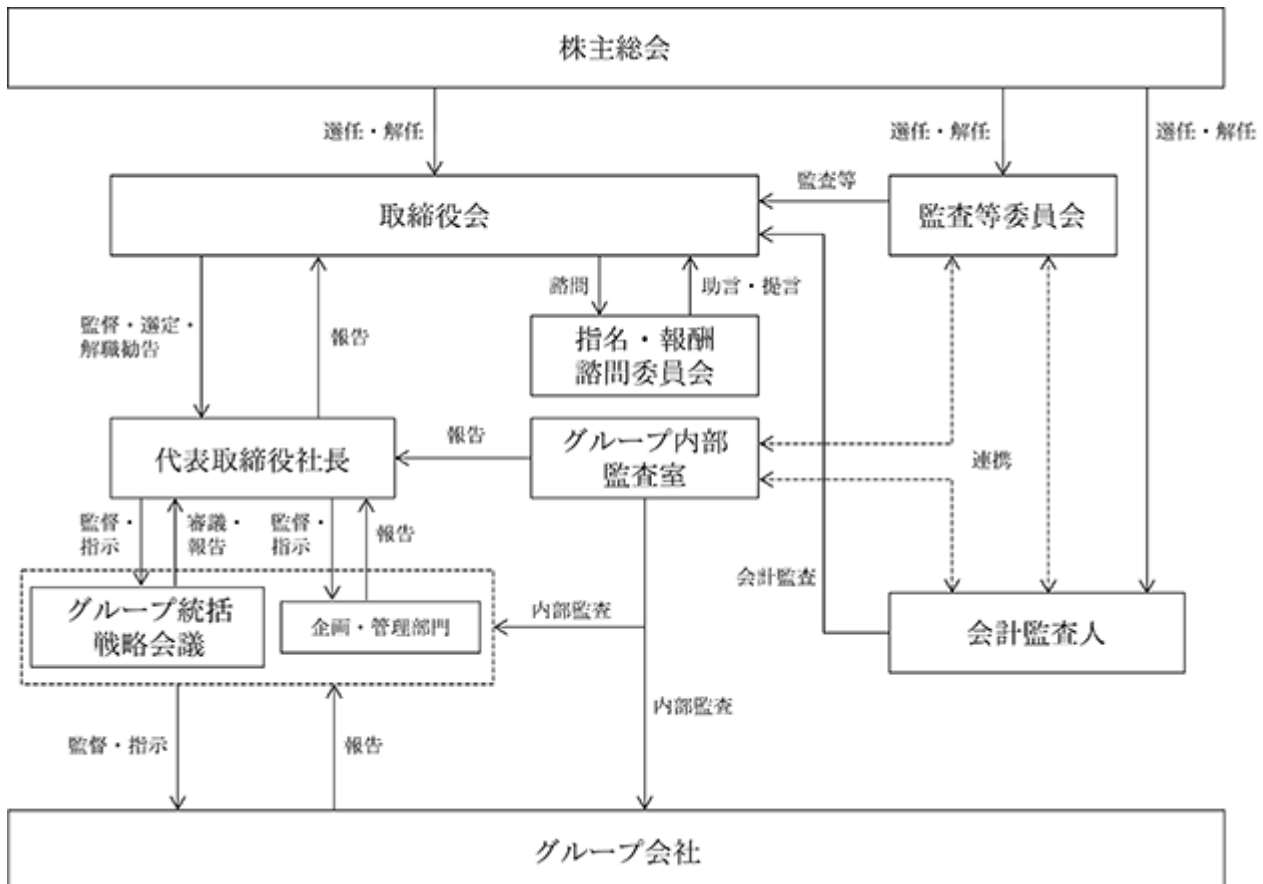 株主総会
選任・解任
選任・解任
選任・解任
監査等
取締役会
監査等委員会
諮問
助言・提言
監督・選定・
解職勧告
報告
指名・報酬
諮問委員会
代表取締役社長
報告
グループ内部
監査室
連携
監督・
指示
審議・
報告
監督・
指示
報告
会計監査
グループ統括
戦略会議
企画・管理部門
内部監査
会計監査人
内部監査
監督・指示
報告
グループ会社